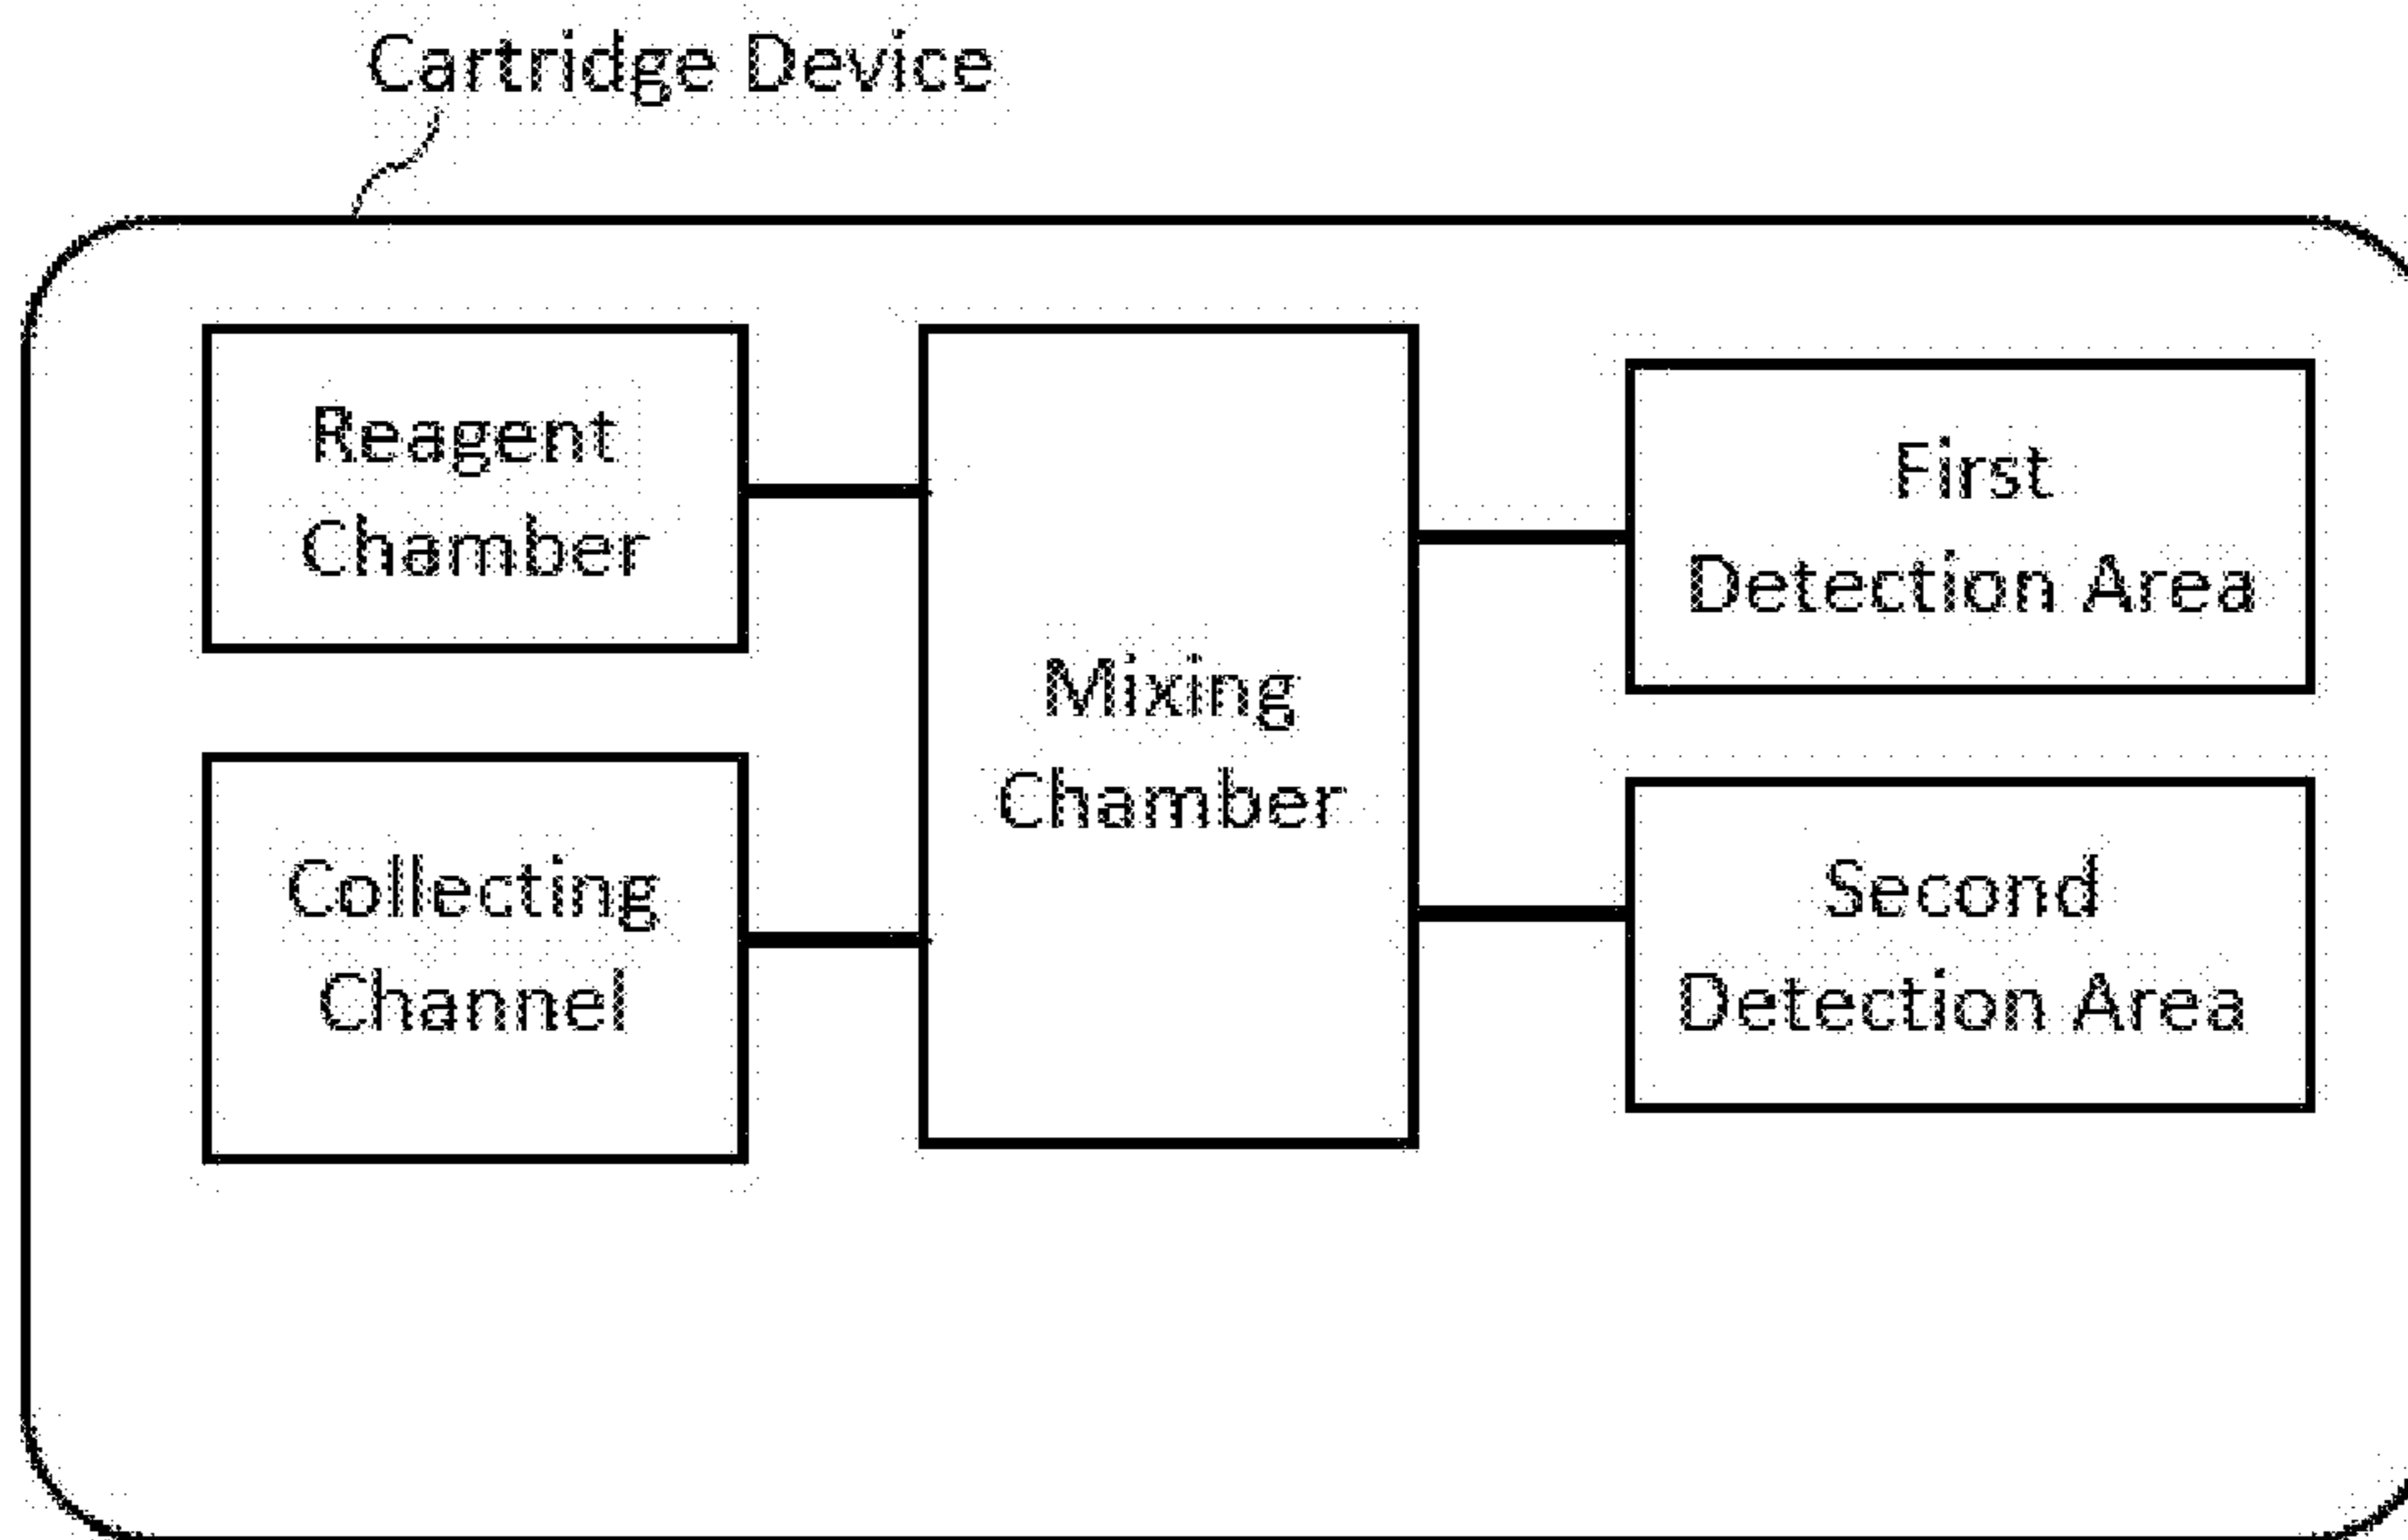 Cartridge Device
Reagent
Chamber
Collecting
Channel
Mixing
Chamber
First
Detection Area
Second
Detection Area